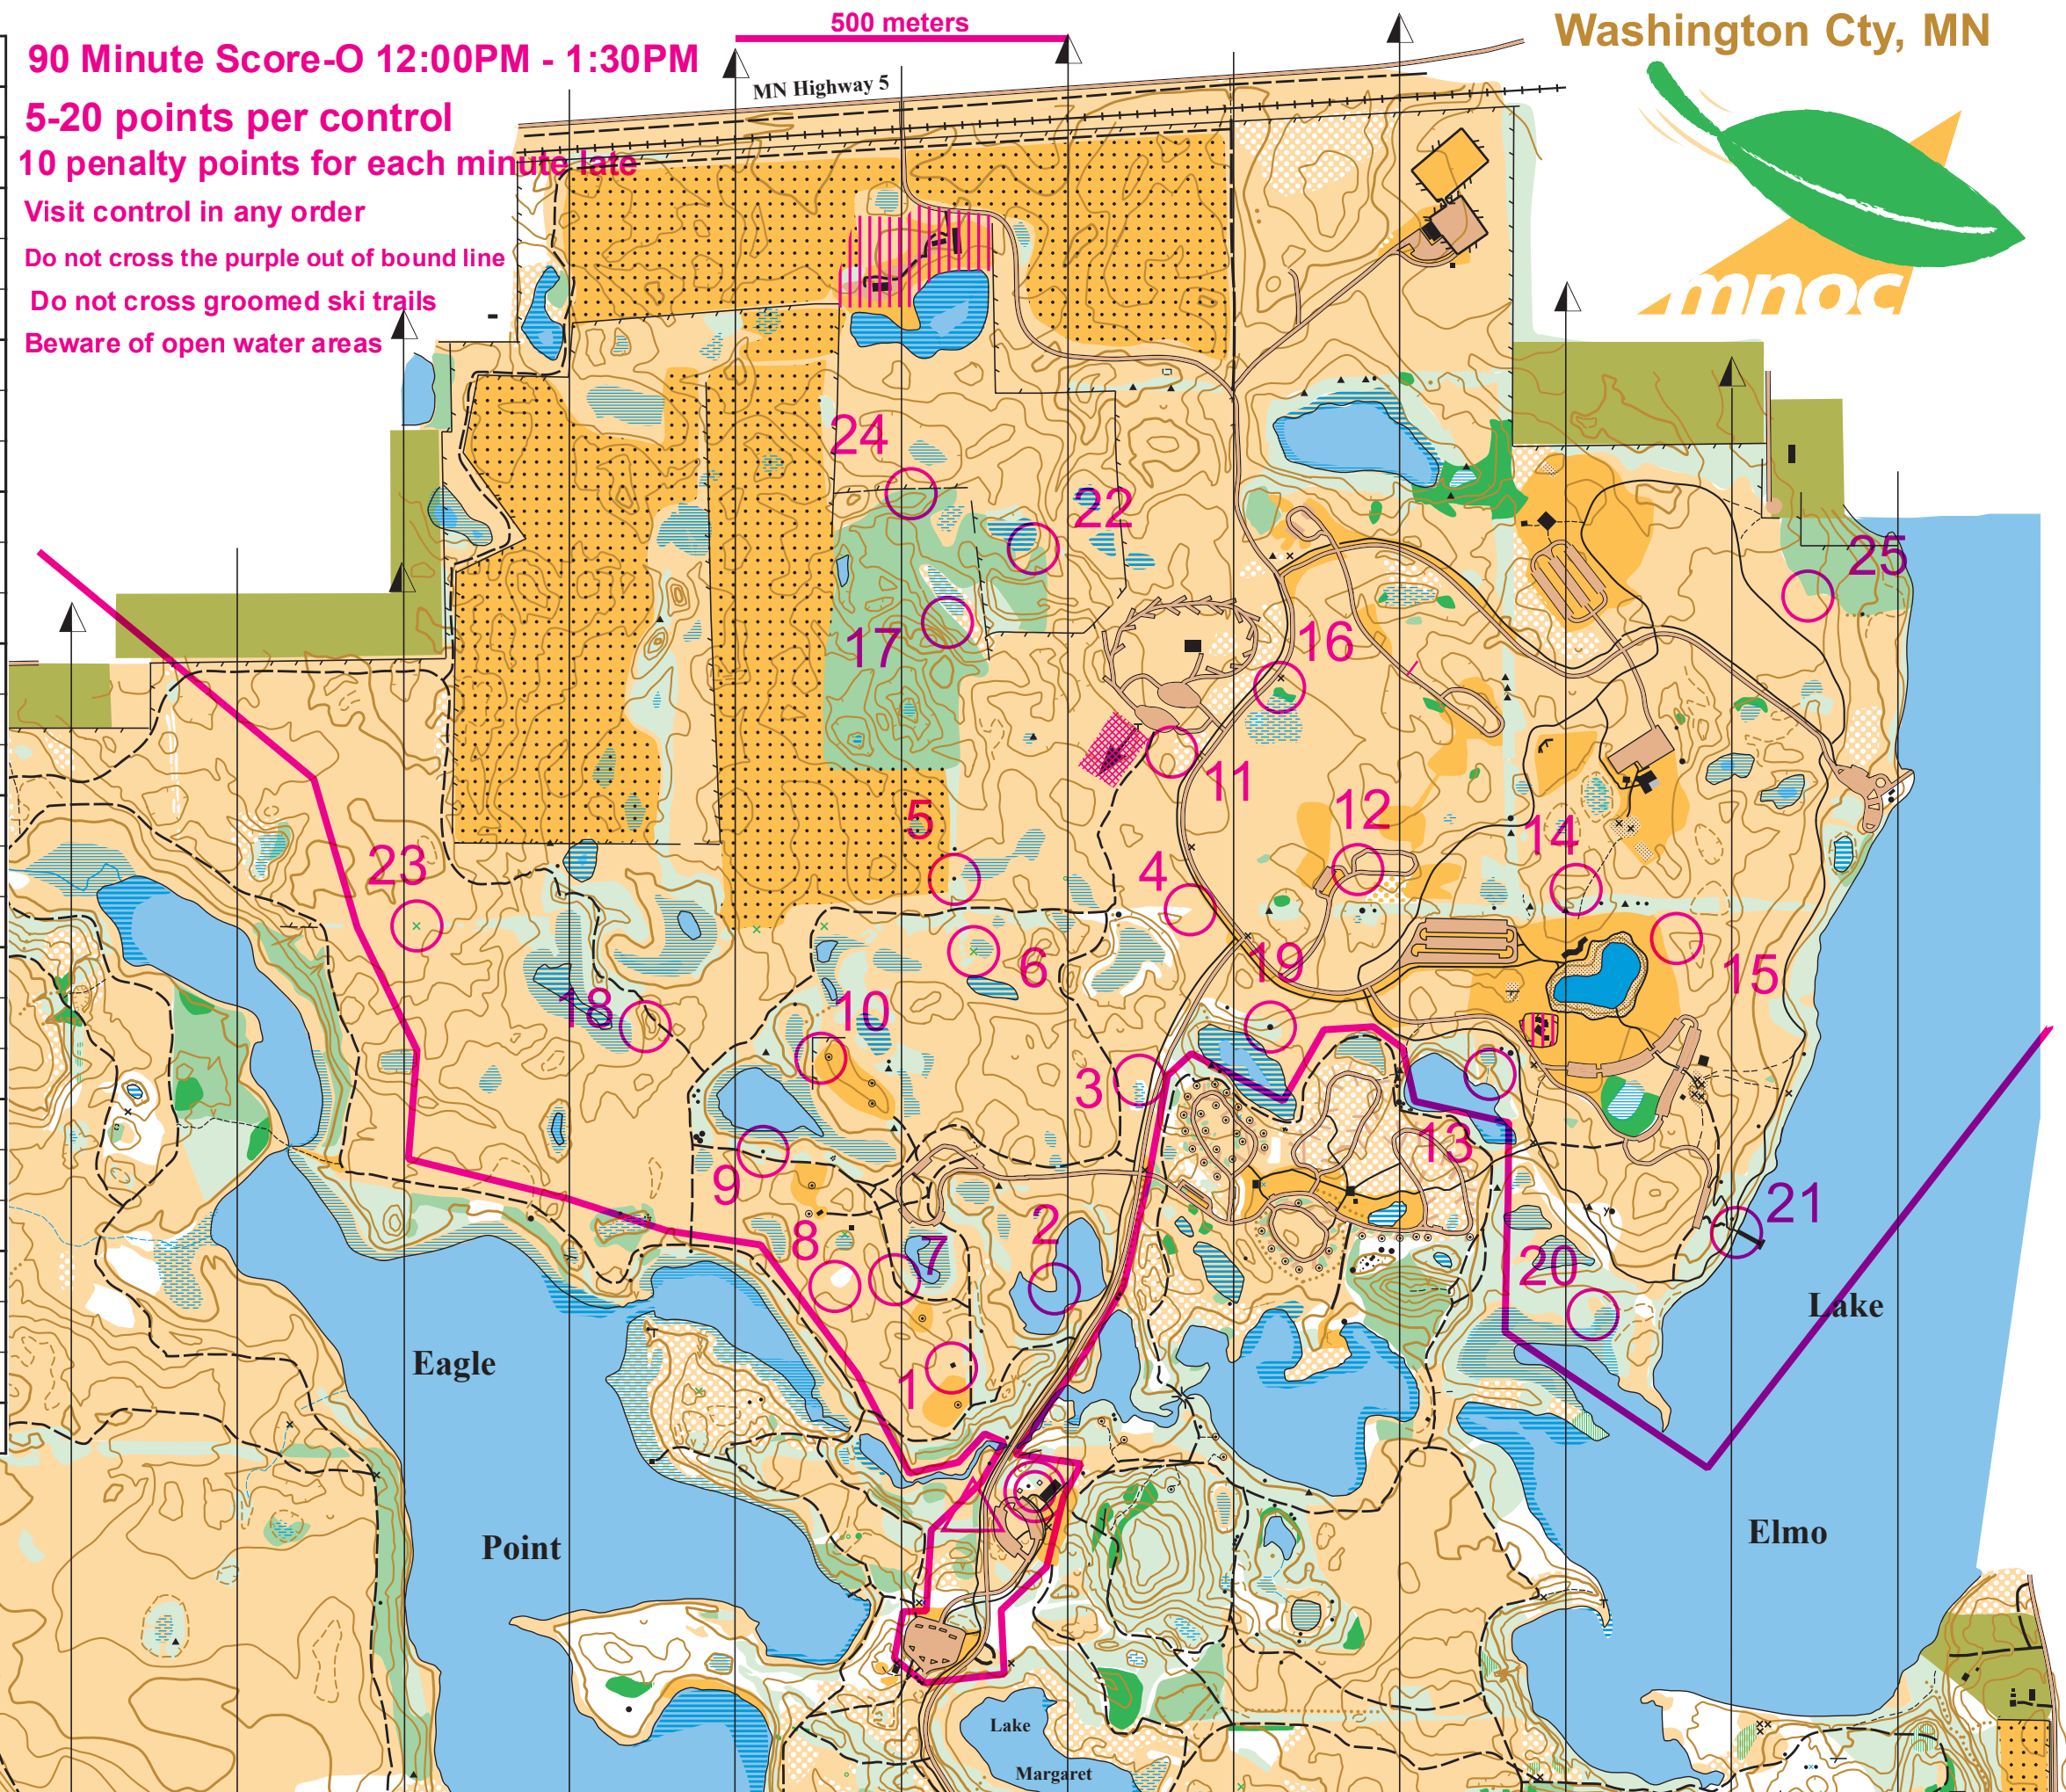 500 meters
Washington Cty, MN
90 Minute Score-O 12:00PM - 1:30PM
MN Highway 5
5-20 points per control
10 penalty points for each minute late
Visit control in any order
Do not cross the purple out of bound line
Do not cross groomed ski trails
Beware of open water areas
mnoc
24
22
25
17
16
11
5
12
14
23
4
6
19
15
18
10
3
13
9
8
7
2
21
20
1
Lake
Eagle
Point
Elmo
Lake
Margaret